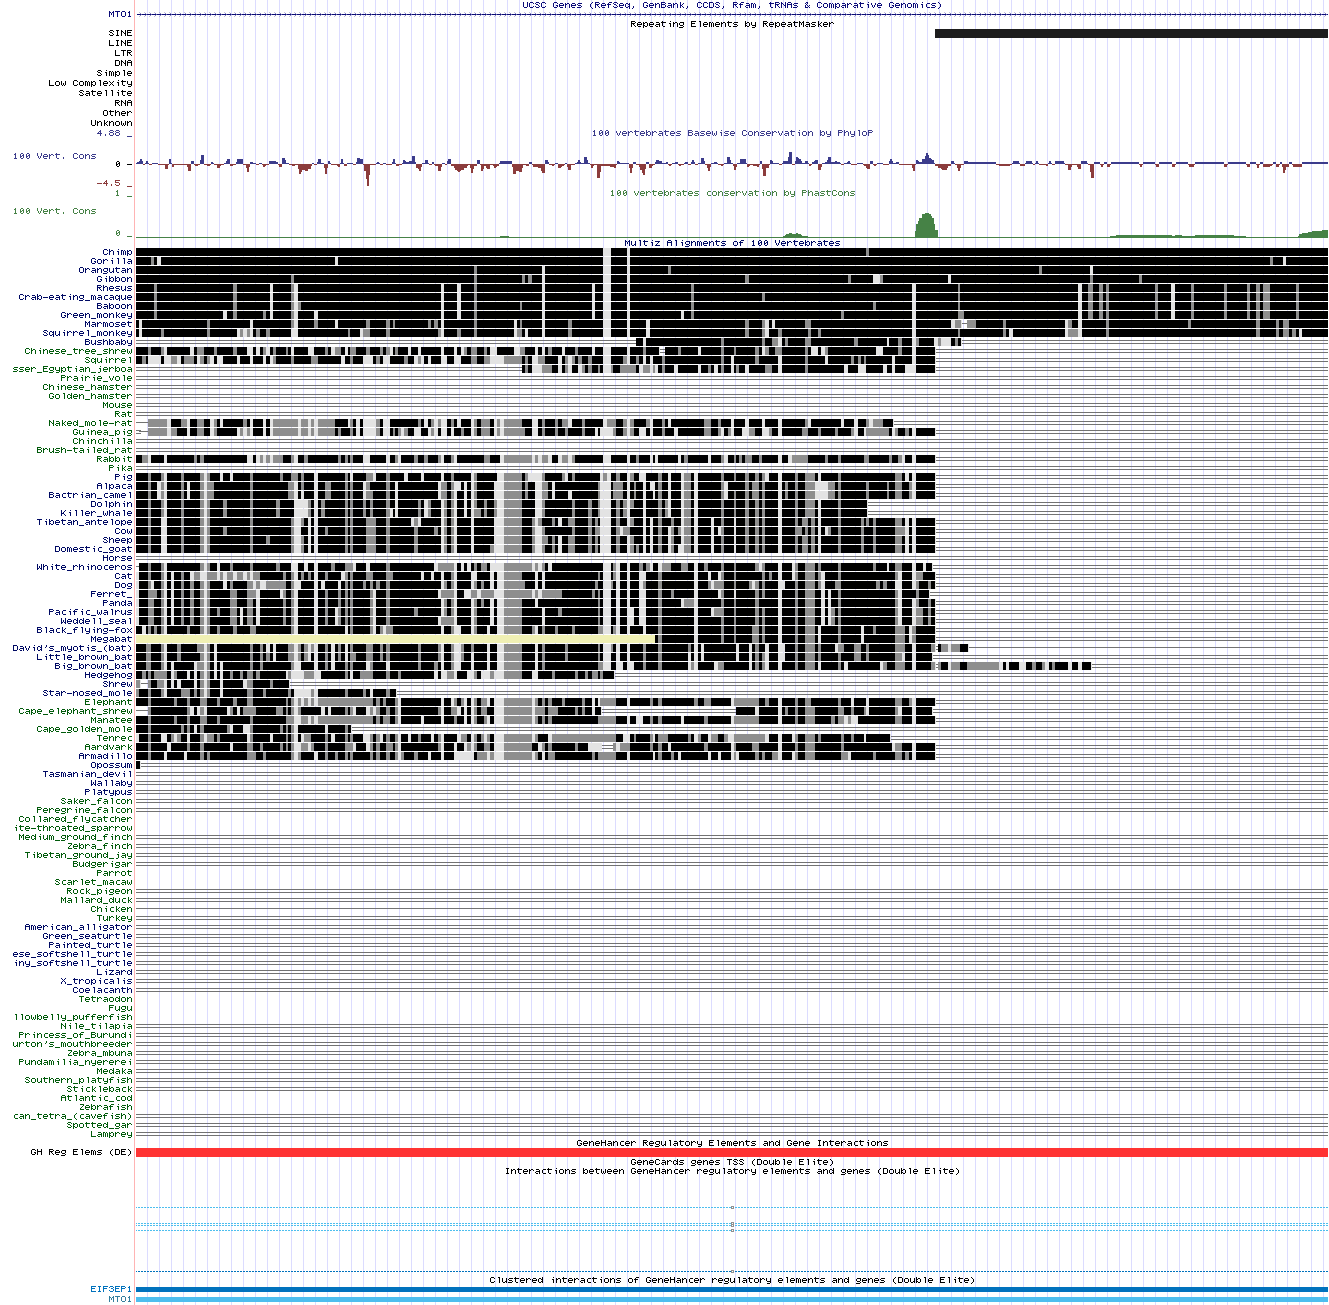 UCSC Genes (RefSeq, GenBank, CCDS, Rfam, tRNAs & Comparative Genomics)
MTO1
Repeating Elements by RepeatMasker
SINE
LINE
LTR
DNA
Simple
Low Complexity
Satellite
RNA
Other
Unknown
4.88 _
100 vertebrates Basewise Conservation by PhyloP
100 Vert. Cons
0 -
-4.5 _
100 vertebrates conservation by PhastCons
1 _
100 Vert. Cons
0 _
Multiz Alignments of 100 Vertebrates
Chimp
Gorilla
Orangutan
Gibbon
Rhesus
Crab-eating_macaque
Baboon
Green_monkey
Marmoset
Squirrel_monkey
Bushbaby
Chinese_tree_shrew
Squirrel
sser_Egyptian_jerboa
Prairie_vole
Chinese_hamster
Golden_hamster
Mouse
Rat
Naked_mole-rat
Guinea_pig
Chinchilla
Brush-tailed_rat
Rabbit
Pika
Pig
Alpaca
Bactrian_camel
Dolphin
Killer_whale
Tibetan_antelope
Cow
Sheep
Domestic_goat
Horse
White_rhinoceros
Cat
Dog
Ferret_
Panda
Pacific_walrus
Weddell_seal
Black_flying-fox
Megabat
David's_myotis_(bat)
Little_brown_bat
Big_brown_bat
Hedgehog
Shrew
Star-nosed_mole
Elephant
Cape_elephant_shrew
Manatee
Cape_golden_mole
Tenrec
Aardvark
Armadillo
Opossum
Tasmanian_devil
Wallaby
Platypus
Saker_falcon
Peregrine_falcon
Collared_flycatcher
ite-throated_sparrow
Medium_ground_finch
Zebra_finch
Tibetan_ground_jay
Budgerigar
Parrot
Scarlet_macaw
Rock_pigeon
Mallard_duck
Chicken
Turkey
American_alligator
Green_seaturtle
Painted_turtle
ese_softshell_turtle
iny_softshell_turtle
Lizard
X_tropicalis
Coelacanth
Tetraodon
Fugu
llowbelly_pufferfish
Nile_tilapia
Princess_of_Burundi
urton's_mouthbreeder
Zebra_mbuna
Pundamilia_nyererei
Medaka
Southern_platyfish
Stickleback
Atlantic_cod
Zebrafish
can_tetra_(cavefish)
Spotted_gar
Lamprey
GeneHancer Regulatory Elements and Gene Interactions
GH Reg Elems (DE)
GeneCards genes TSS (Double Elite)
Interactions between GeneHancer regulatory elements and genes (Double Elite)
Clustered interactions of GeneHancer regulatory elements and genes (Double Elite)
EIF3EP1
MTO1